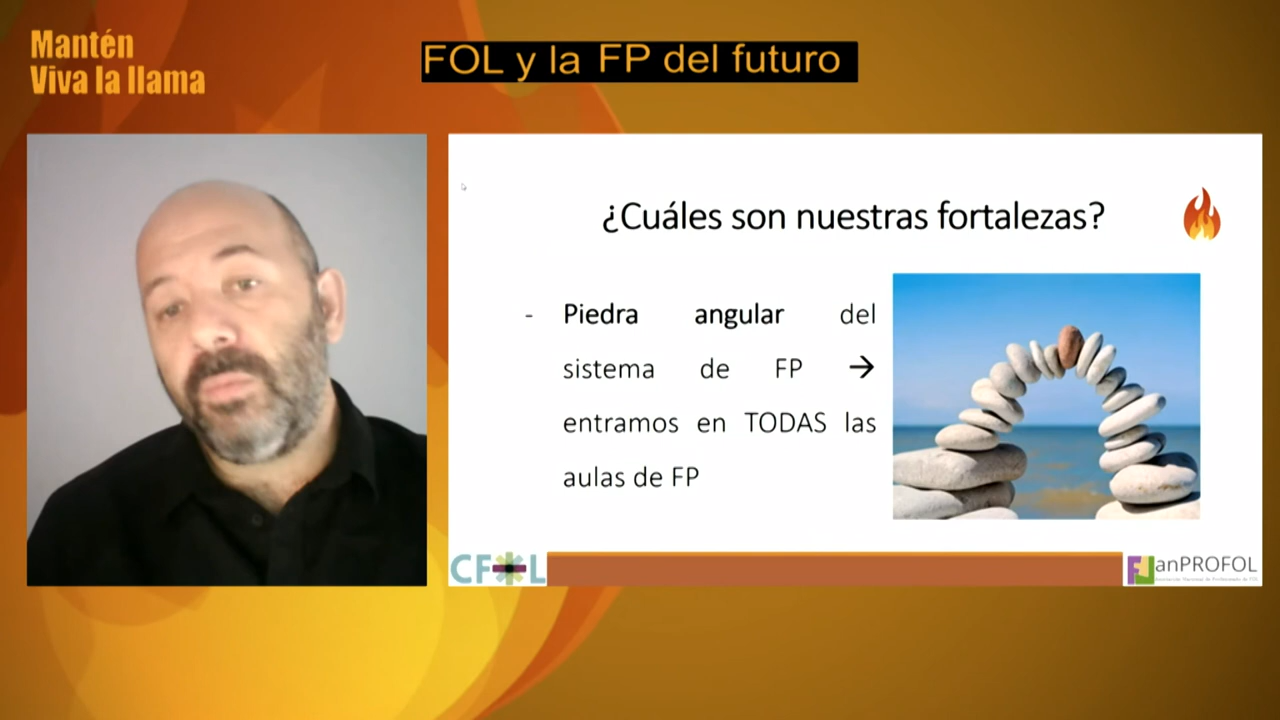 Mantén
Viva la llama
FOL y la FP del futuro
¿Cuáles son nuestras fortalezas?
- Piedra angular del
sistema de FP →
entramos en TODAS las
aulas de FP
CFOL
anPROFOL